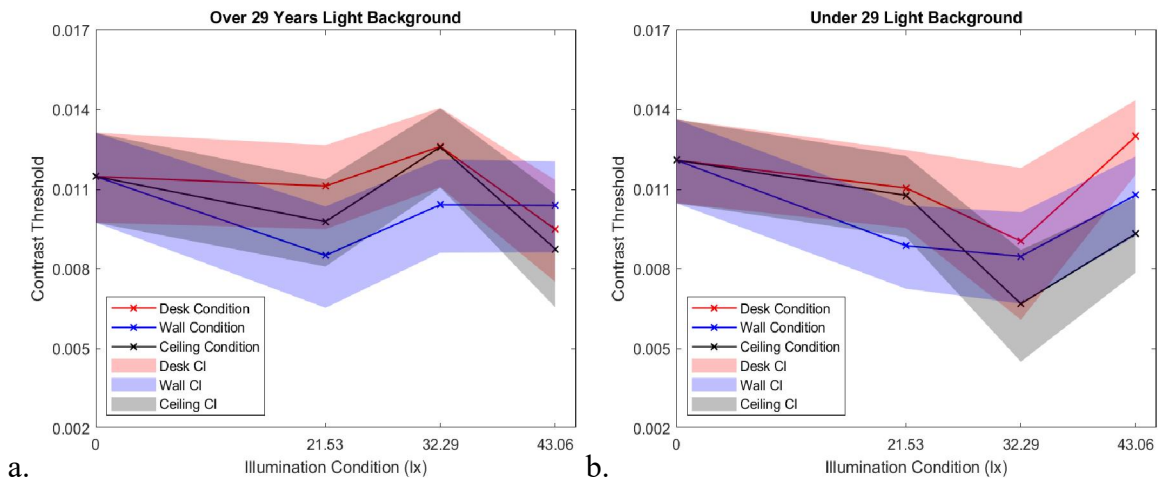 Over 29 Years Light Background
0.017
0.014
0.011
0.008
0.005
0.002
Contrast Threshold
Desk Condition
Wall Condition
Ceiling Condition
Desk CI
Wall CI
Ceiling CI
0 21.53 32.29 43.06
Illumination Condition (lx)
a.
Under 29 Light Background
0.017
0.014
0.011
0.008
0.005
0.002
Contrast Threshold
Desk Condition
Wall Condition
Ceiling Condition
Desk CI
Wall CI
Ceiling CI
0 21.53 32.29 43.06
Illumination Condition (lx)
b.